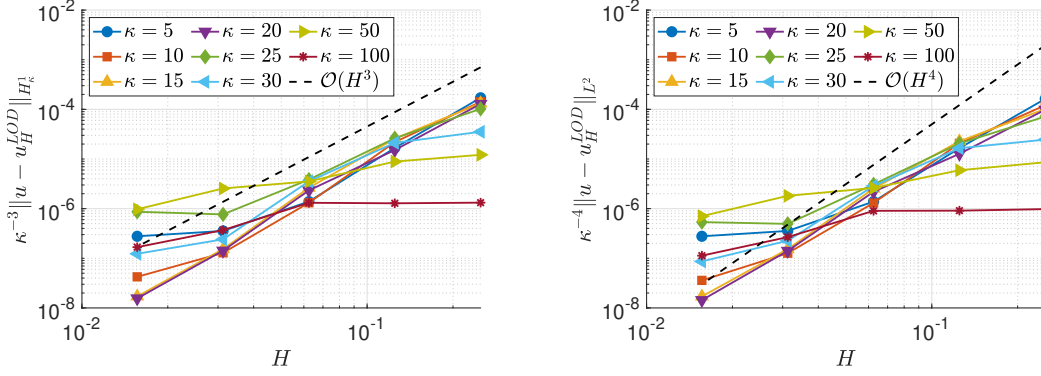 10^{-2}
κ = 5 κ = 20 κ = 50
κ = 10 κ = 25 κ = 100
κ = 15 κ = 30 O(H^3)
10^{-4}
10^{-6}
10^{-8}
10^{-2} 10^{-1}
H
κ^{-3}||u − u_H^{LOD}||_{H^1_κ}
10^{-2}
κ = 5 κ = 20 κ = 50
κ = 10 κ = 25 κ = 100
κ = 15 κ = 30 O(H^4)
10^{-4}
10^{-6}
10^{-8}
10^{-2} 10^{-1}
H
κ^{-4}||u − u_H^{LOD}||_{L^2}